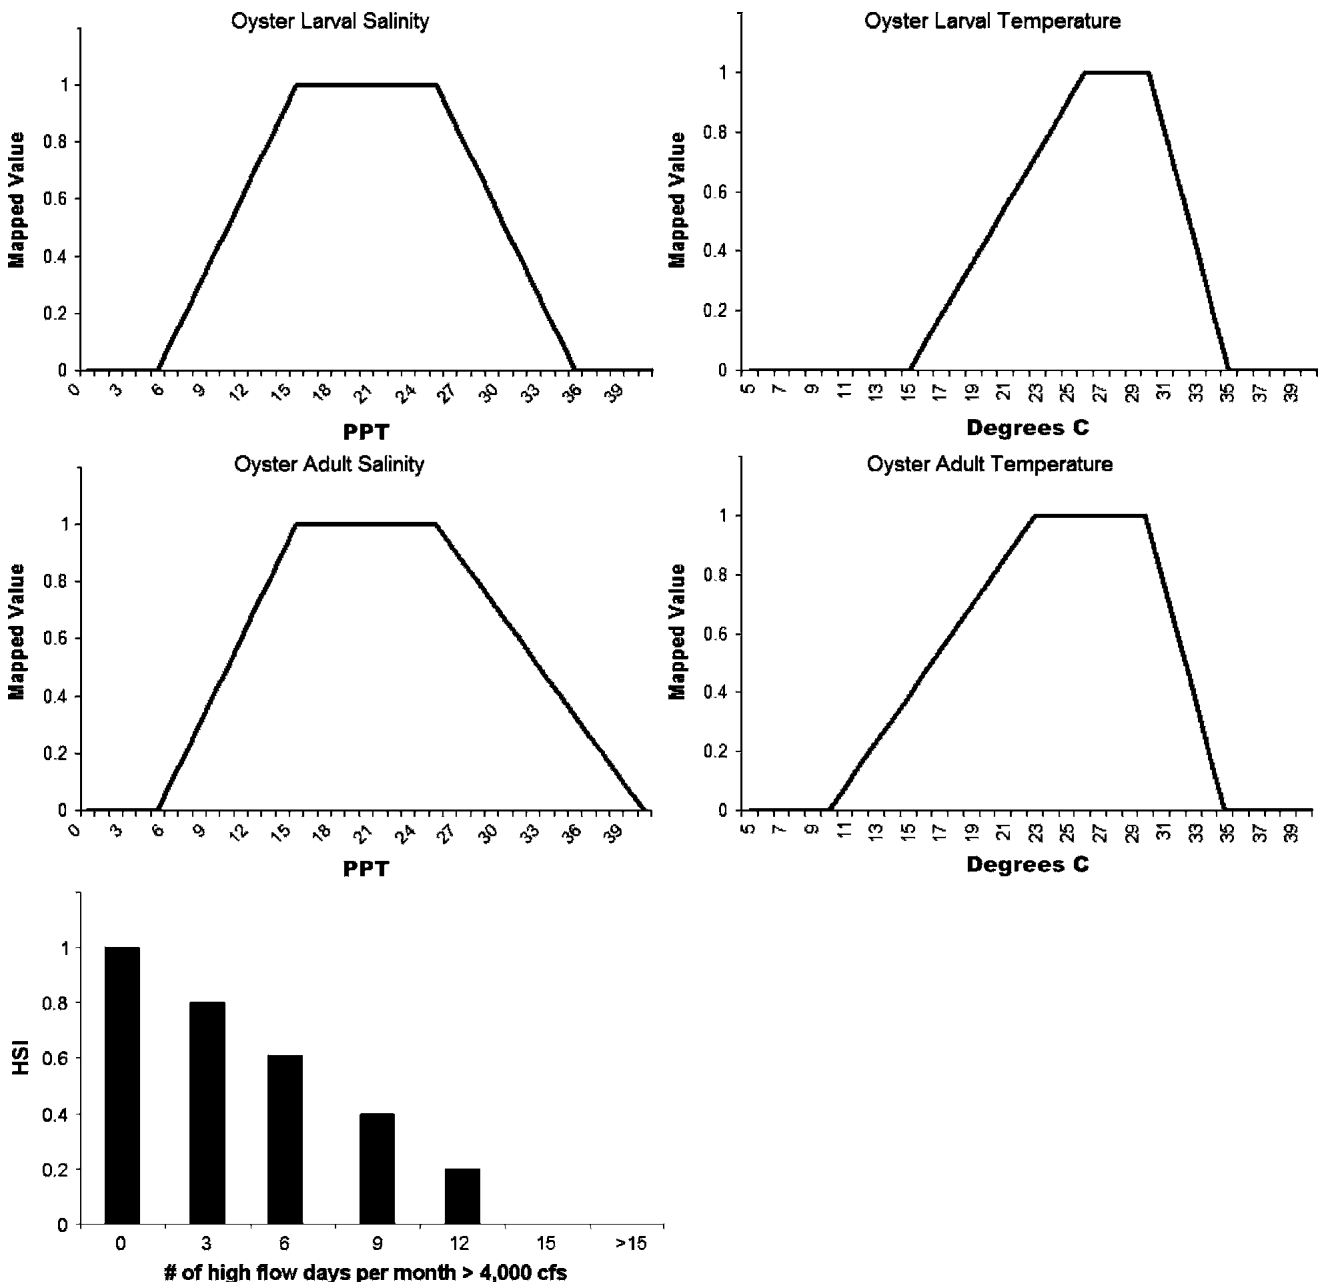 Oyster Larval Salinity
Mapped Value
1
0.8
0.6
0.4
0.2
0
0 3 6 9 12 15 18 21 24 27 30 33 36 39
PPT
Oyster Larval Temperature
Mapped Value
1
0.8
0.6
0.4
0.2
0
5 7 9 11 13 15 17 19 21 23 25 27 29 31 33 35 37 39
Degrees C
Oyster Adult Salinity
Mapped Value
1
0.8
0.6
0.4
0.2
0
0 3 6 9 12 15 18 21 24 27 30 33 36 39
PPT
Oyster Adult Temperature
Mapped Value
1
0.8
0.6
0.4
0.2
0
5 7 9 11 13 15 17 19 21 23 25 27 29 31 33 35 37 39
Degrees C
HSI
1
0.8
0.6
0.4
0.2
0
0 3 6 9 12 15 >15
# of high flow days per month > 4,000 cfs